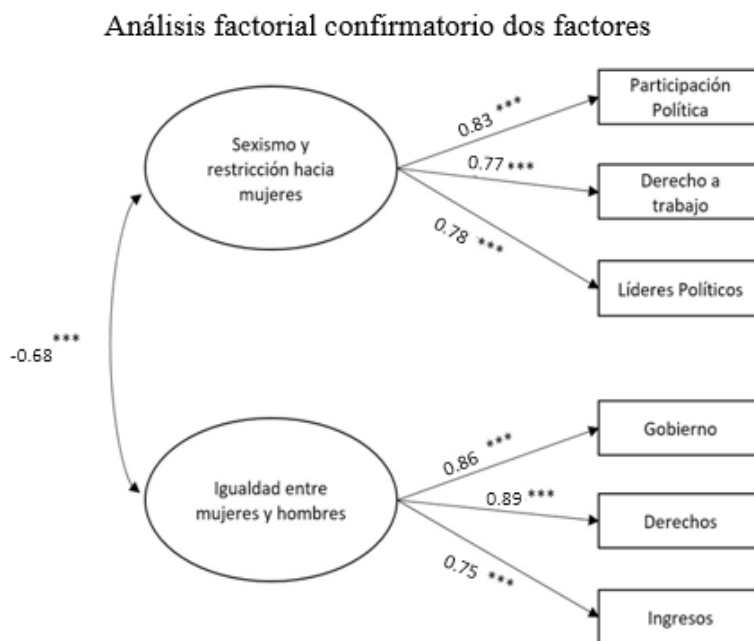 Análisis factorial confirmatorio dos factores
Sexismo y
restricción hacia
mujeres
0.83 ***
0.77 ***
0.78 ***
Participación
Política
Derecho a
trabajo
Líderes Políticos
-0.68 ***
Igualdad entre
mujeres y hombres
0.86 ***
0.89 ***
0.75 ***
Gobierno
Derechos
Ingresos